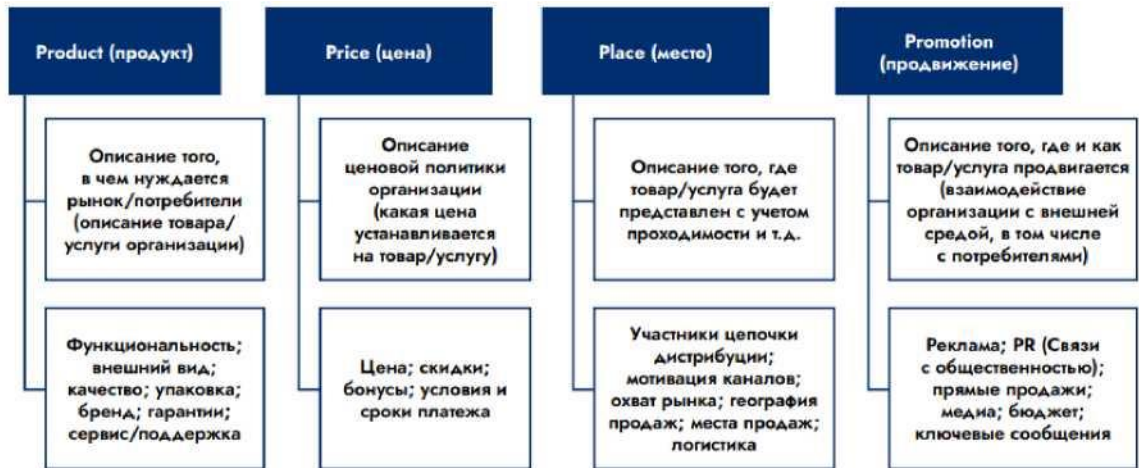 Product (продукт)
Price (цена)
Place (место)
Promotion
(продвижение)
Описание того,
в чем нуждается
рынок/потребители
(описание товара/
услуги организации)
Описание
ценовой политики
организации
(какая цена
устанавливается
на товар/услугу)
Описание того, где
товар/услуга будет
представлен с учетом
проходимости и т.д.
Описание того, где и как
товар/услуга продвигается
(взаимодействие
организации с внешней
средой, в том числе
с потребителями)
Функциональность;
внешний вид;
качество; упаковка;
бренд; гарантии;
сервис/поддержка
Цена; скидки;
бонусы; условия и
сроки платежа
Участники цепочки
дистрибуции;
мотивация каналов;
охват рынка; география
продаж; места продаж;
логистика
Реклама; PR (Связи
с общественностью);
прямые продажи;
медиа; бюджет;
ключевые сообщения